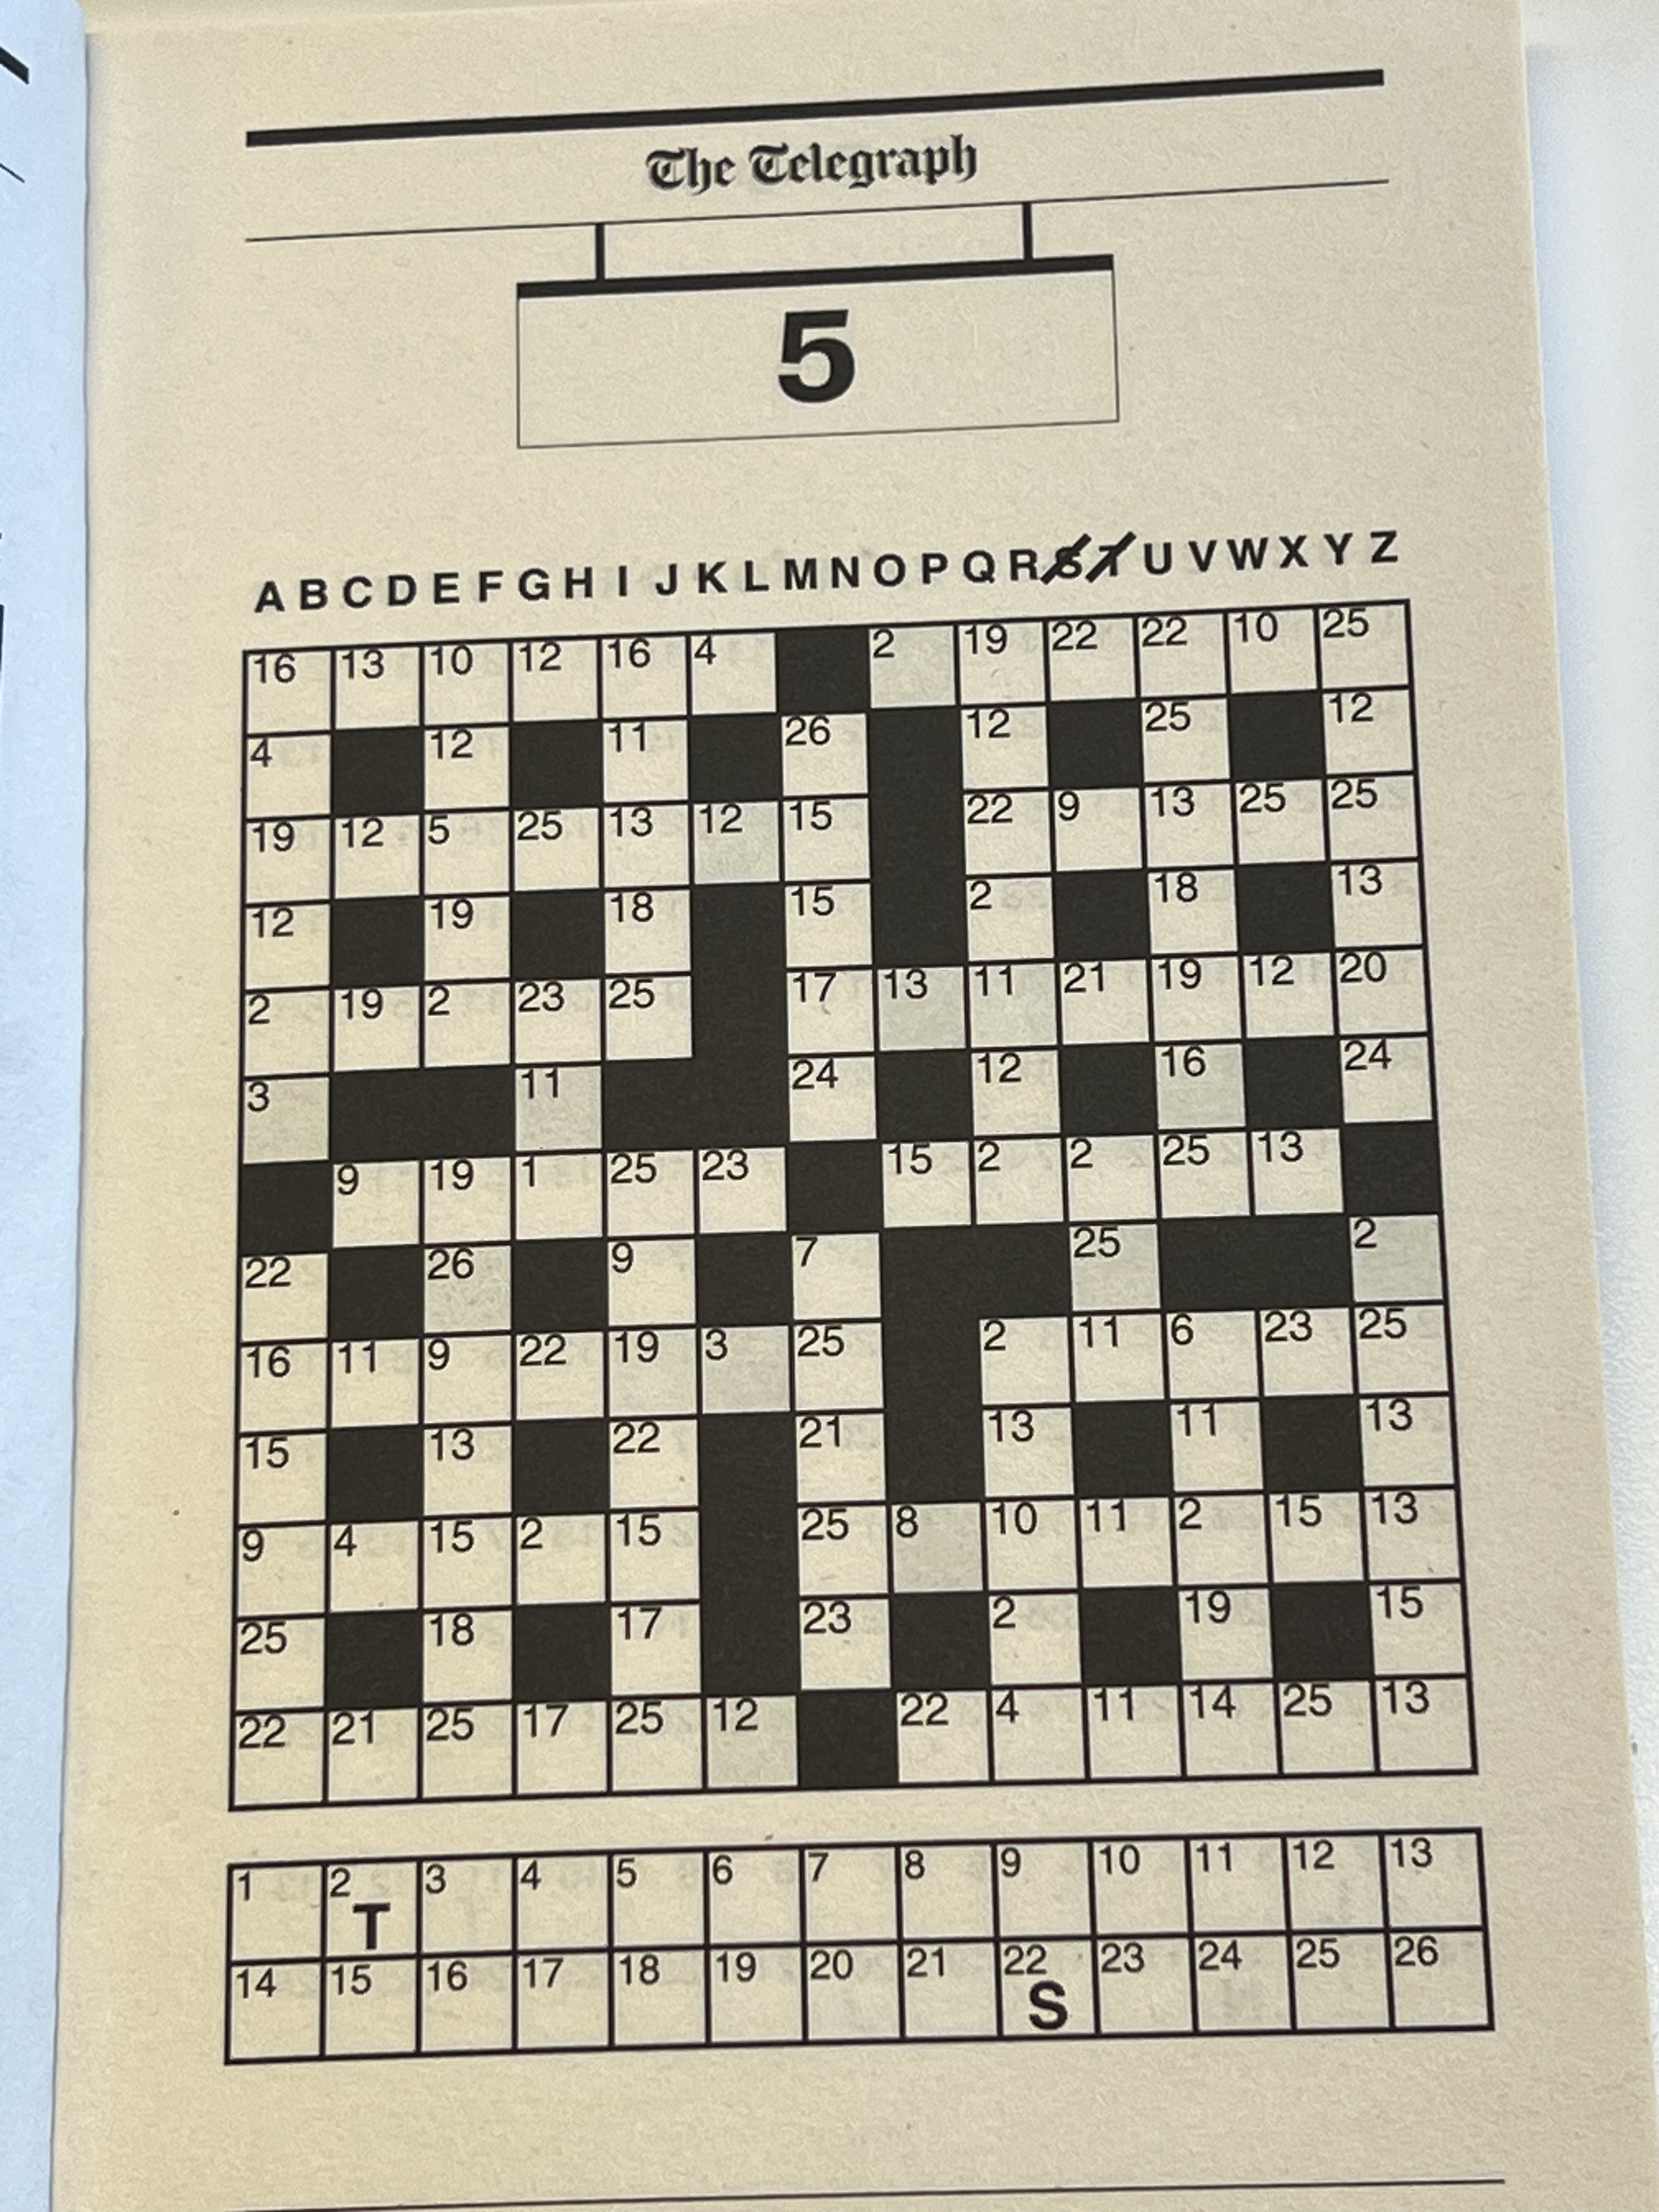 The Telegraph
5
A B C D E F G H I J K L M N O P Q R S T U V W X Y Z
16 13 10 12 16 4 2 19 22 22 10 25
4 12 11 26 12 25 12
19 12 5 25 13 12 15 22 9 13 25 25
12 19 18 15 2 18 13
2 19 2 23 25 17 13 11 21 19 12 20
3 11 24 12 16 24
9 19 1 25 23 15 2 2 25 13
22 26 9 7 25 2
16 11 9 22 19 3 25 2 11 6 23 25
15 13 22 21 13 11 13
9 4 15 2 15 25 8 10 11 2 15 13
25 18 17 23 2 19 15
22 21 25 17 25 12 22 4 11 14 25 13
1 2 3 4 5 6 7 8 9 10 11 12 13
T
14 15 16 17 18 19 20 21 22 23 24 25 26
S